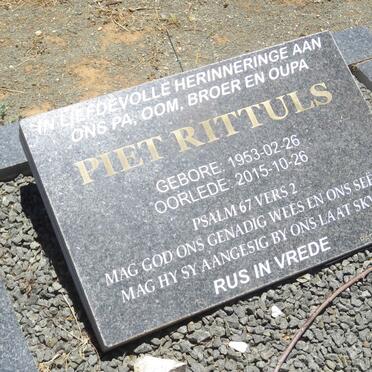 IN LIEFDEVOLLE HERINNERINGE AAN
ONS PA, OOM, BROER EN OUPA
PIET RITTULS
GEBORE: 1953-02-26
OORLEDE: 2015-10-26
PSALM 67 VERS 2
MAG GOD ONS GENADIG WEES EN ONS
MAG HY SY AANGESIG BY ONS LAAT
RUS IN VREDE